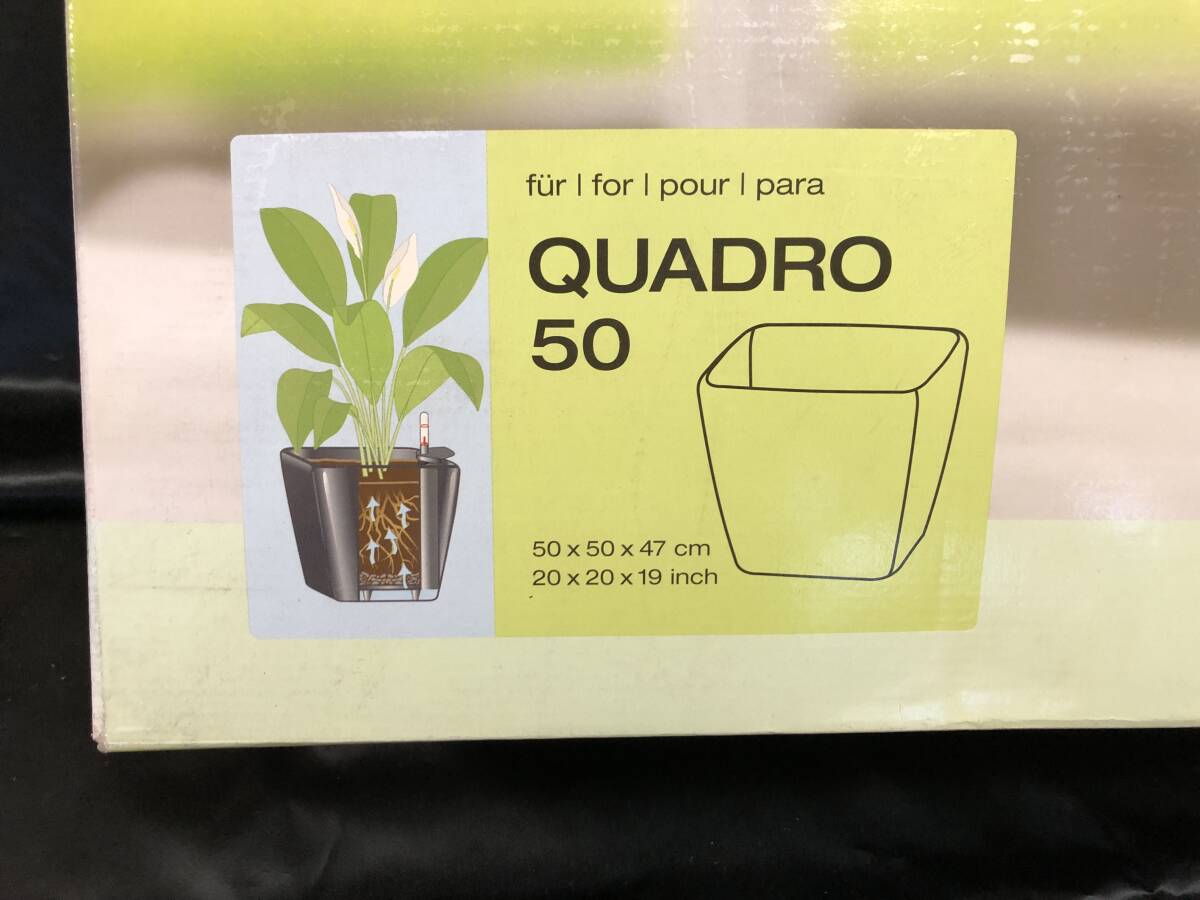 für | for | pour | para
QUADRO
50
50 x 50 x 47 cm
20 x 20 x 19 inch